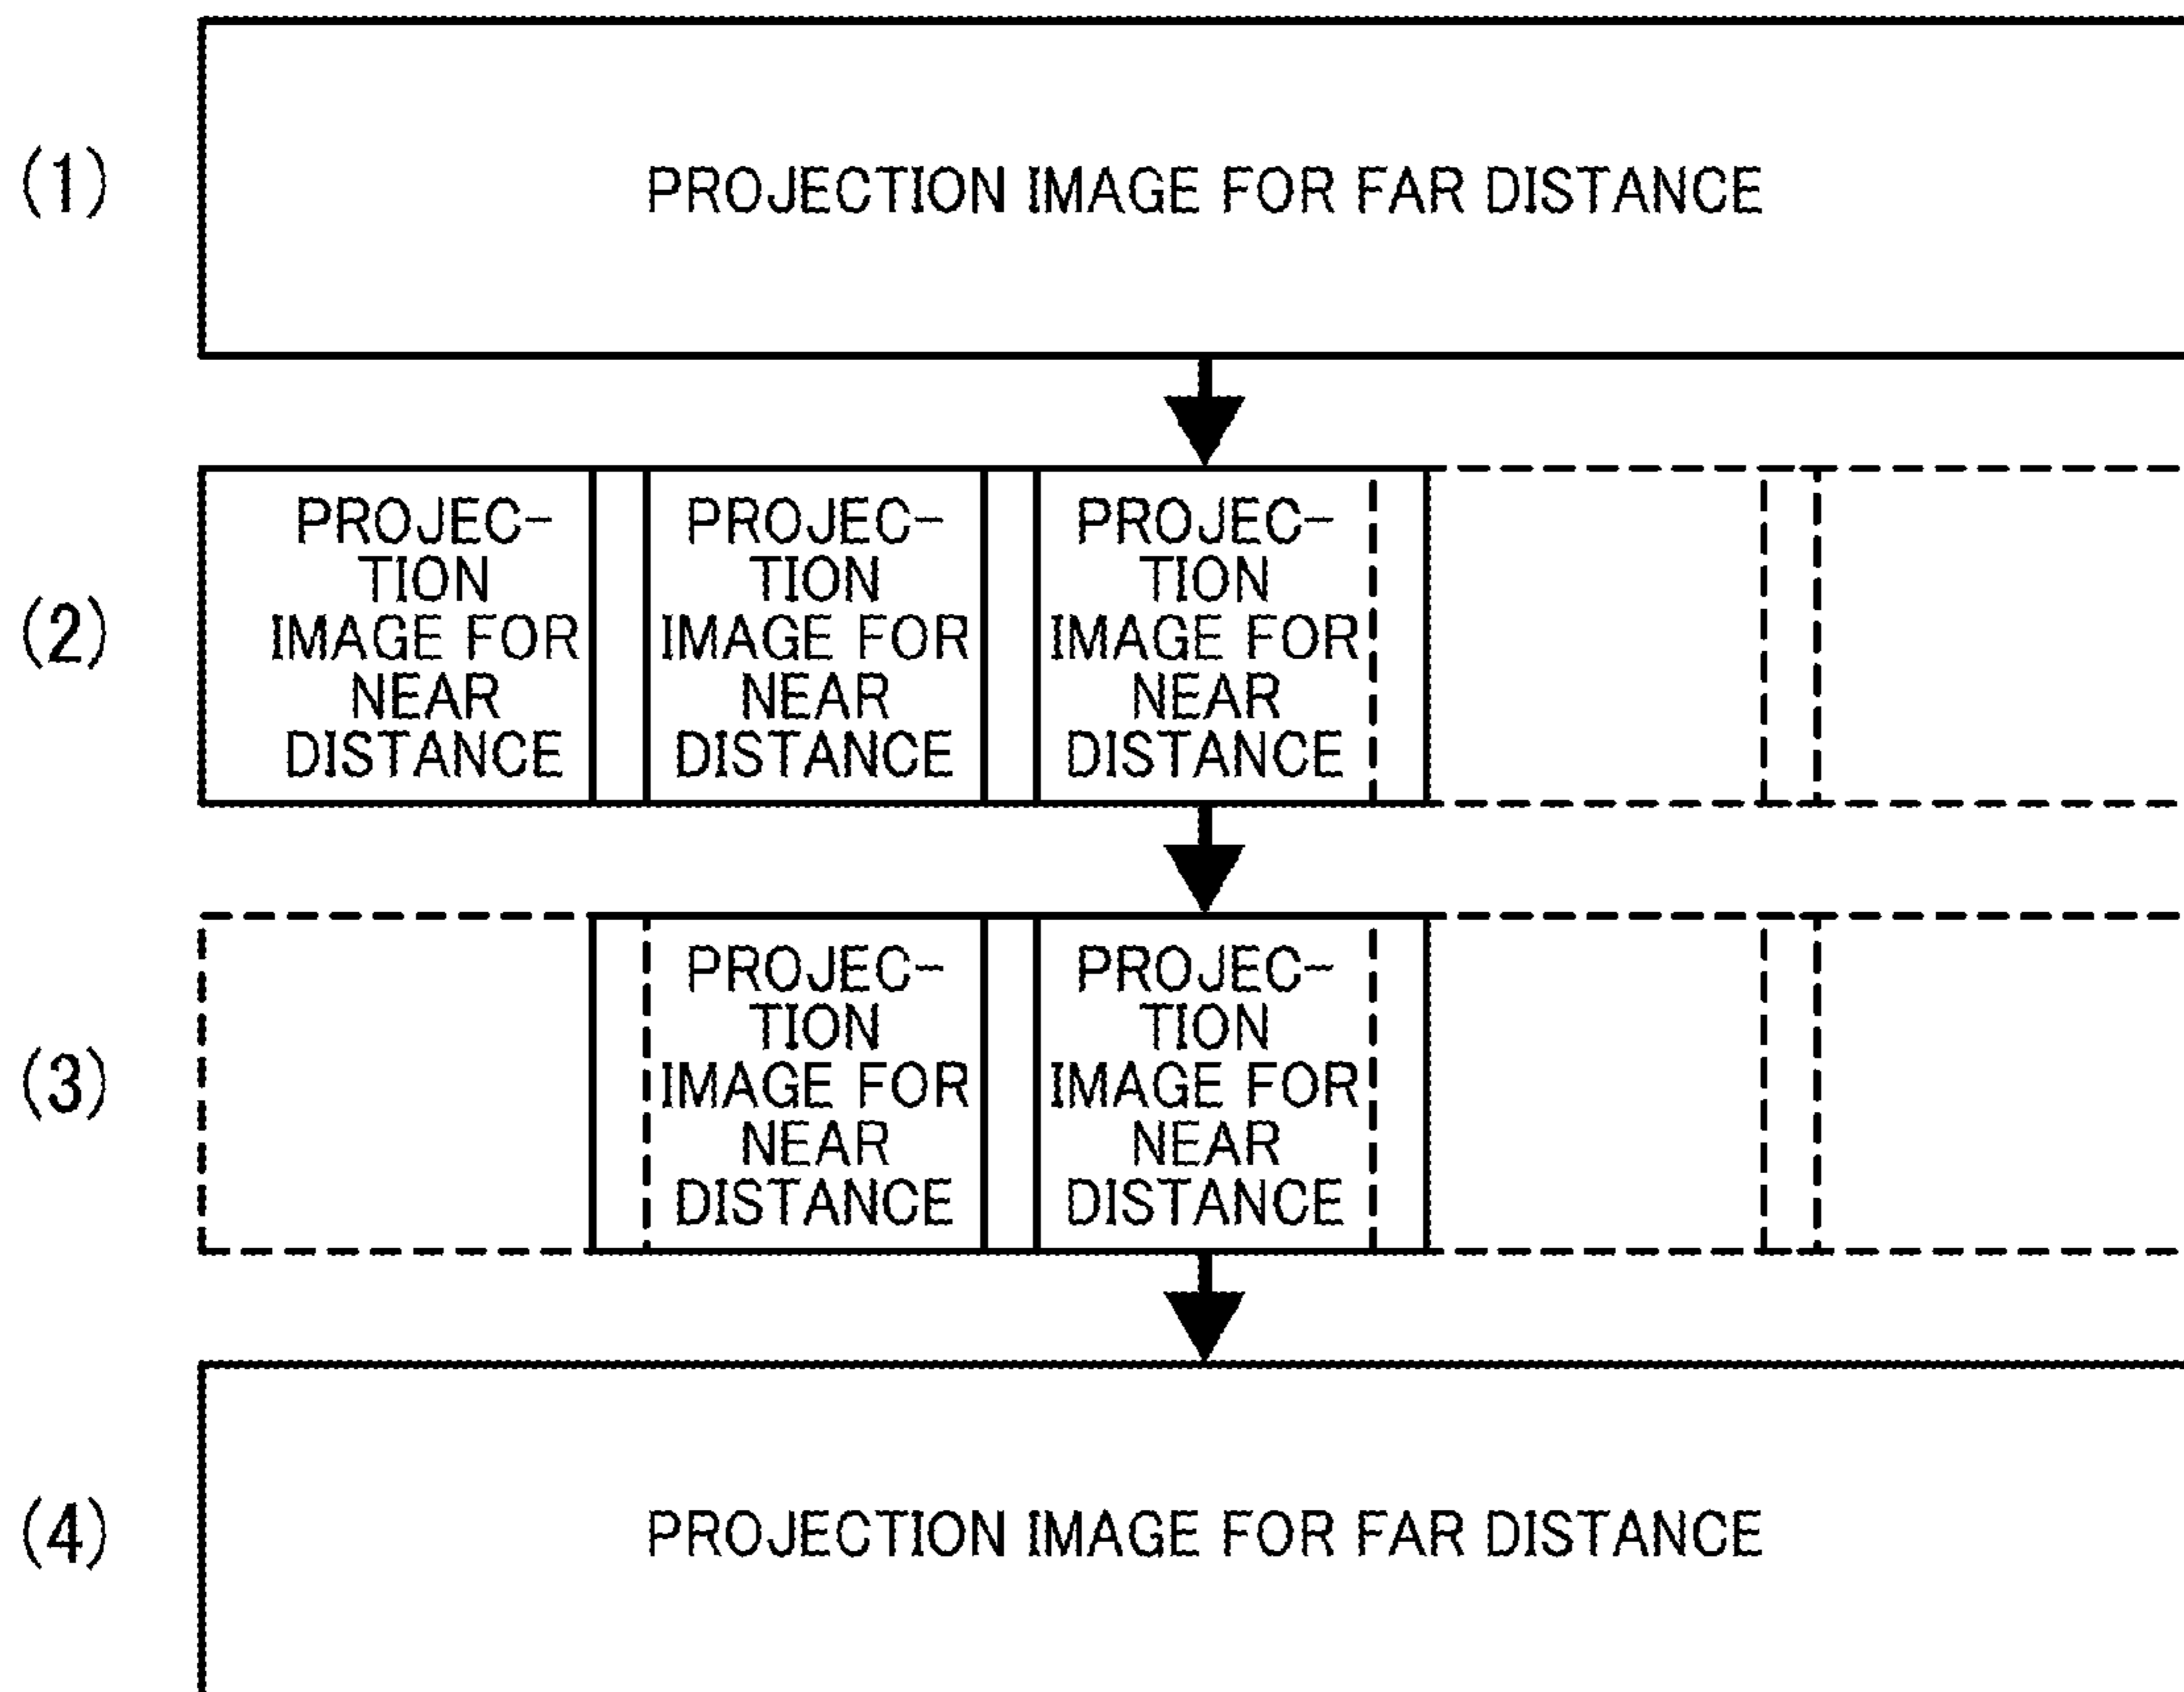 (1)
PROJECTION IMAGE FOR FAR DISTANCE
(2)
PROJEC-
TION
IMAGE FOR
NEAR
DISTANCE
PROJEC-
TION
IMAGE FOR
NEAR
DISTANCE
PROJEC-
TION
IMAGE FOR
NEAR
DISTANCE
(3)
PROJEC-
TION
IMAGE FOR
NEAR
DISTANCE
PROJEC-
TION
IMAGE FOR
NEAR
DISTANCE
(4)
PROJECTION IMAGE FOR FAR DISTANCE